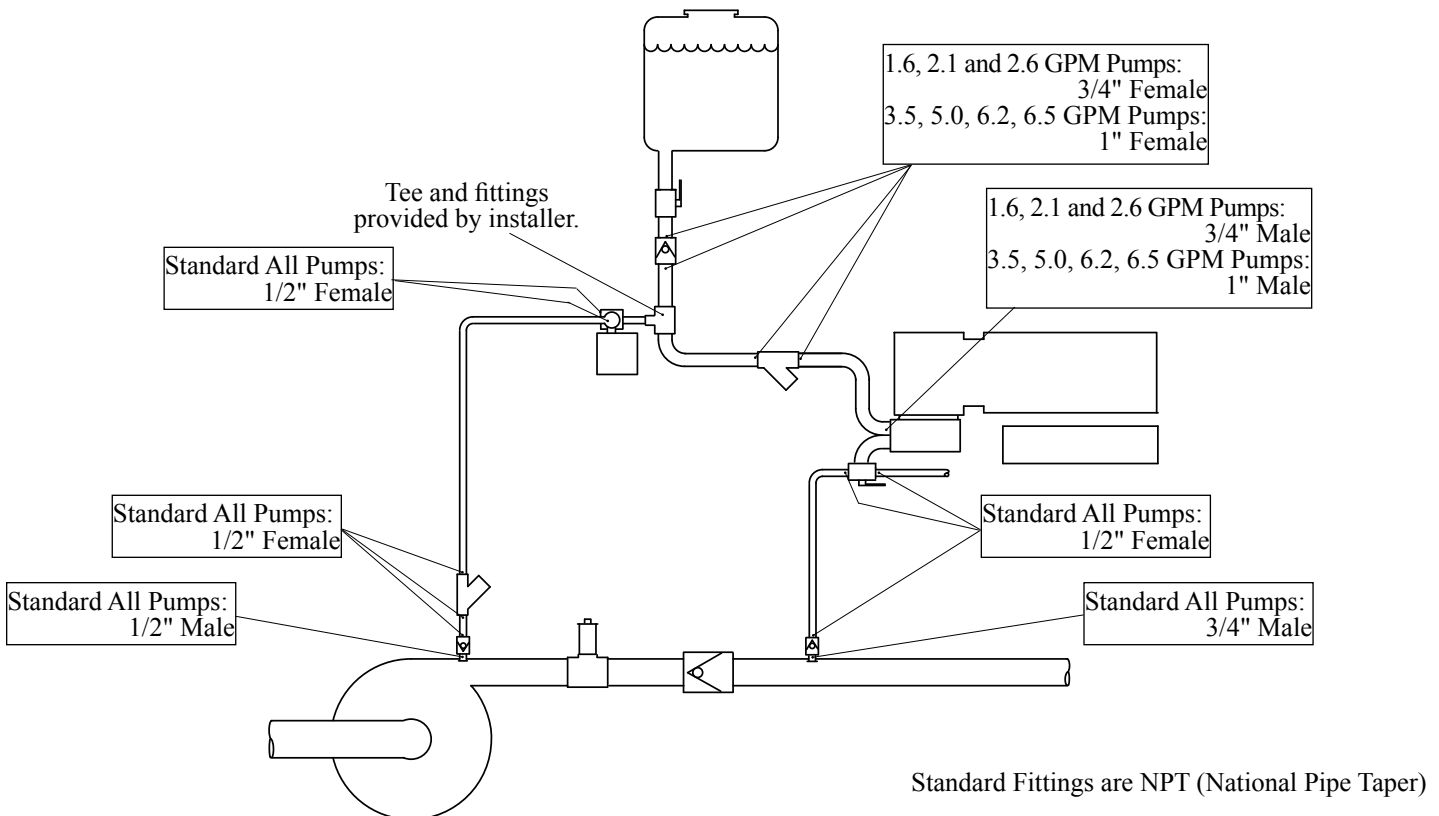 1.6, 2.1 and 2.6 GPM Pumps:
3/4" Female
3.5, 5.0, 6.2, 6.5 GPM Pumps:
1" Female
Tee and fittings
provided by installer.
1.6, 2.1 and 2.6 GPM Pumps:
3/4" Male
3.5, 5.0, 6.2, 6.5 GPM Pumps:
1" Male
Standard All Pumps:
1/2" Female
Standard All Pumps:
1/2" Female
Standard All Pumps:
1/2" Female
Standard All Pumps:
1/2" Male
Standard All Pumps:
3/4" Male
Standard Fittings are NPT (National Pipe Taper)